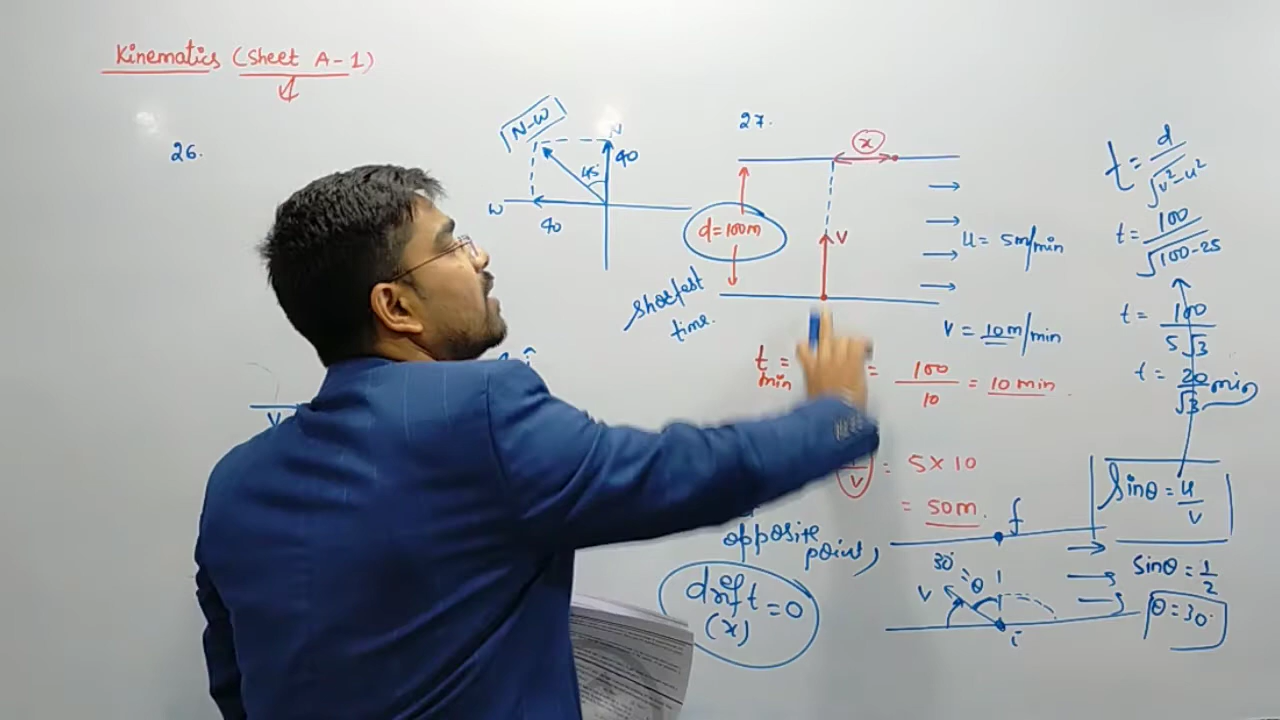 Kinematics (Sheet A-1)
26.
N-W
N
40
45°
W
40
27.
x
d=100m
v
u= 5m/min
v = 10m/min
Shortest
time.
t =
min
= 100/10 = 10 min
v
= 5×10
= 50m.
opposite
point,
drift = 0
(x)
t = d/√v²-u²
t = 100/√100-25
t = 100/5√3
t = 20/√3 min
Sinθ = u/v
Sinθ = 1/2
θ=30°
f
30°
θ
v
i